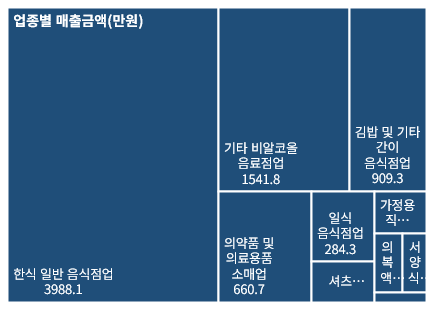 업종별 매출금액(만원)
한식 일반 음식점업
3988.1
기타 비알코올
음료점업
1541.8
김밥 및 기타
간이
음식점업
909.3
의약품 및
의료용품
소매업
660.7
일식
음식점업
284.3
셔츠…
가정용
직…
의
복
액…
서
양
식…